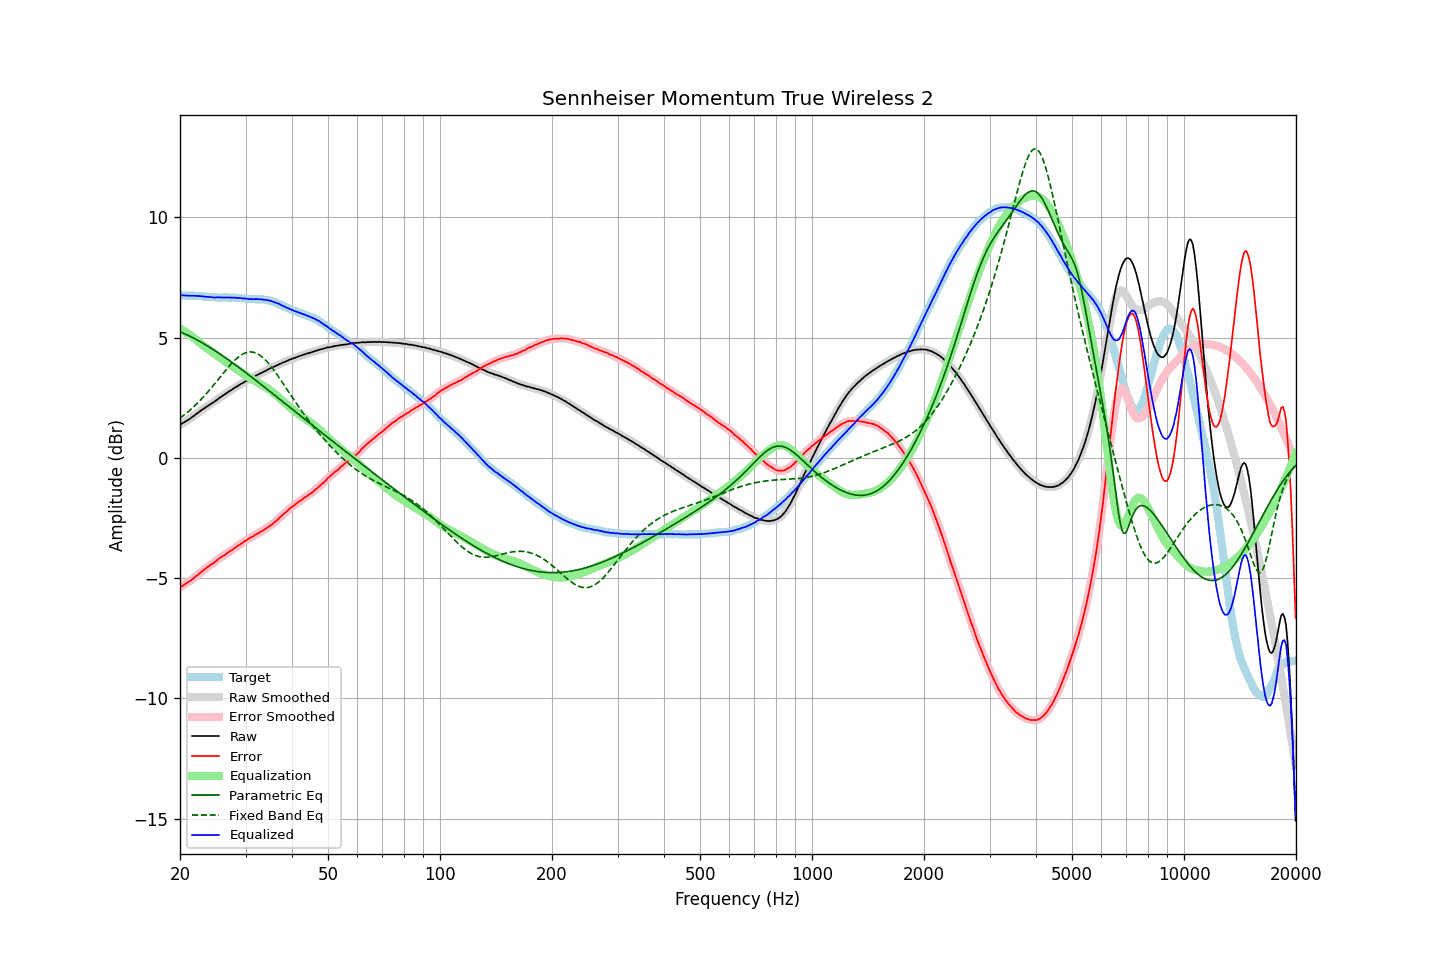 Sennheiser Momentum True Wireless 2
Amplitude (dBr)
10
5
0
−5
−10
−15
Target
Raw Smoothed
Error Smoothed
Raw
Error
Equalization
Parametric Eq
Fixed Band Eq
Equalized
20 50 100 200 500 1000 2000 5000 10000 20000
Frequency (Hz)